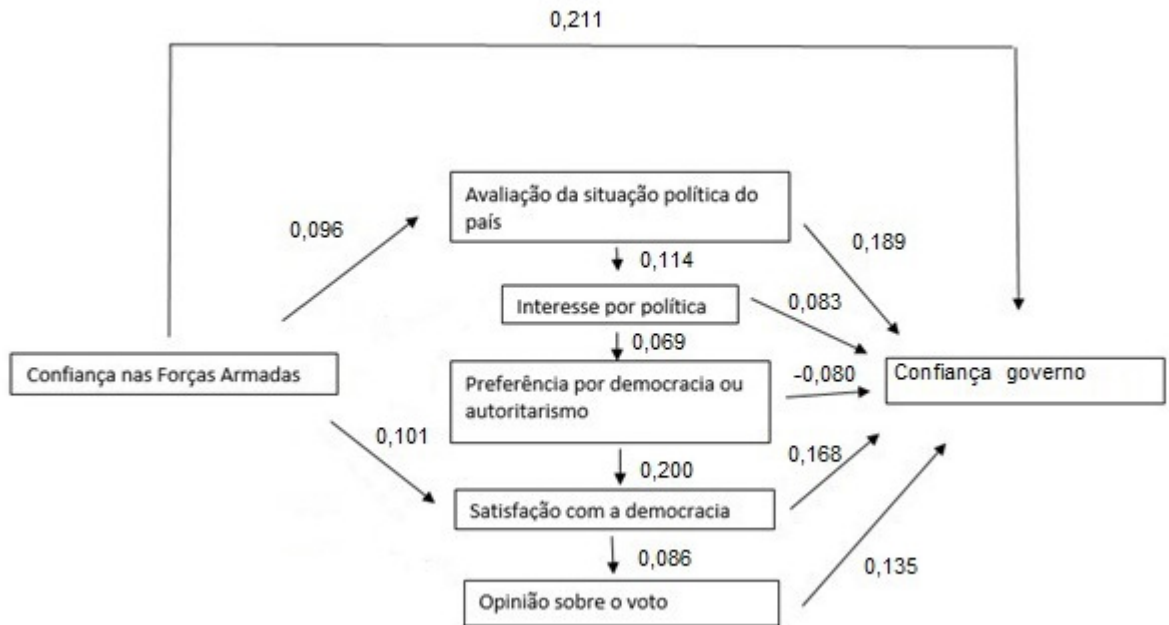 0,211
Avaliação da situação política do
país
0,096
0,189
0,114
Interesse por política
0,083
0,069
Confiança nas Forças Armadas
Preferência por democracia ou
autoritarismo
-0,080
Confiança governo
0,101
0,200
0,168
Satisfação com a democracia
0,086
0,135
Opinião sobre o voto